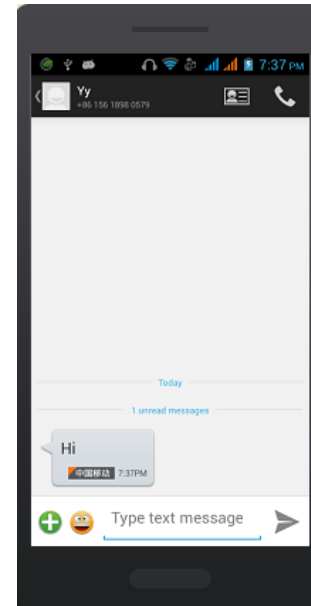 7:37 PM
Yy
+86 156 1898 0579
Today
1 unread messages
Hi
中国移动 7:37PM
Type text message